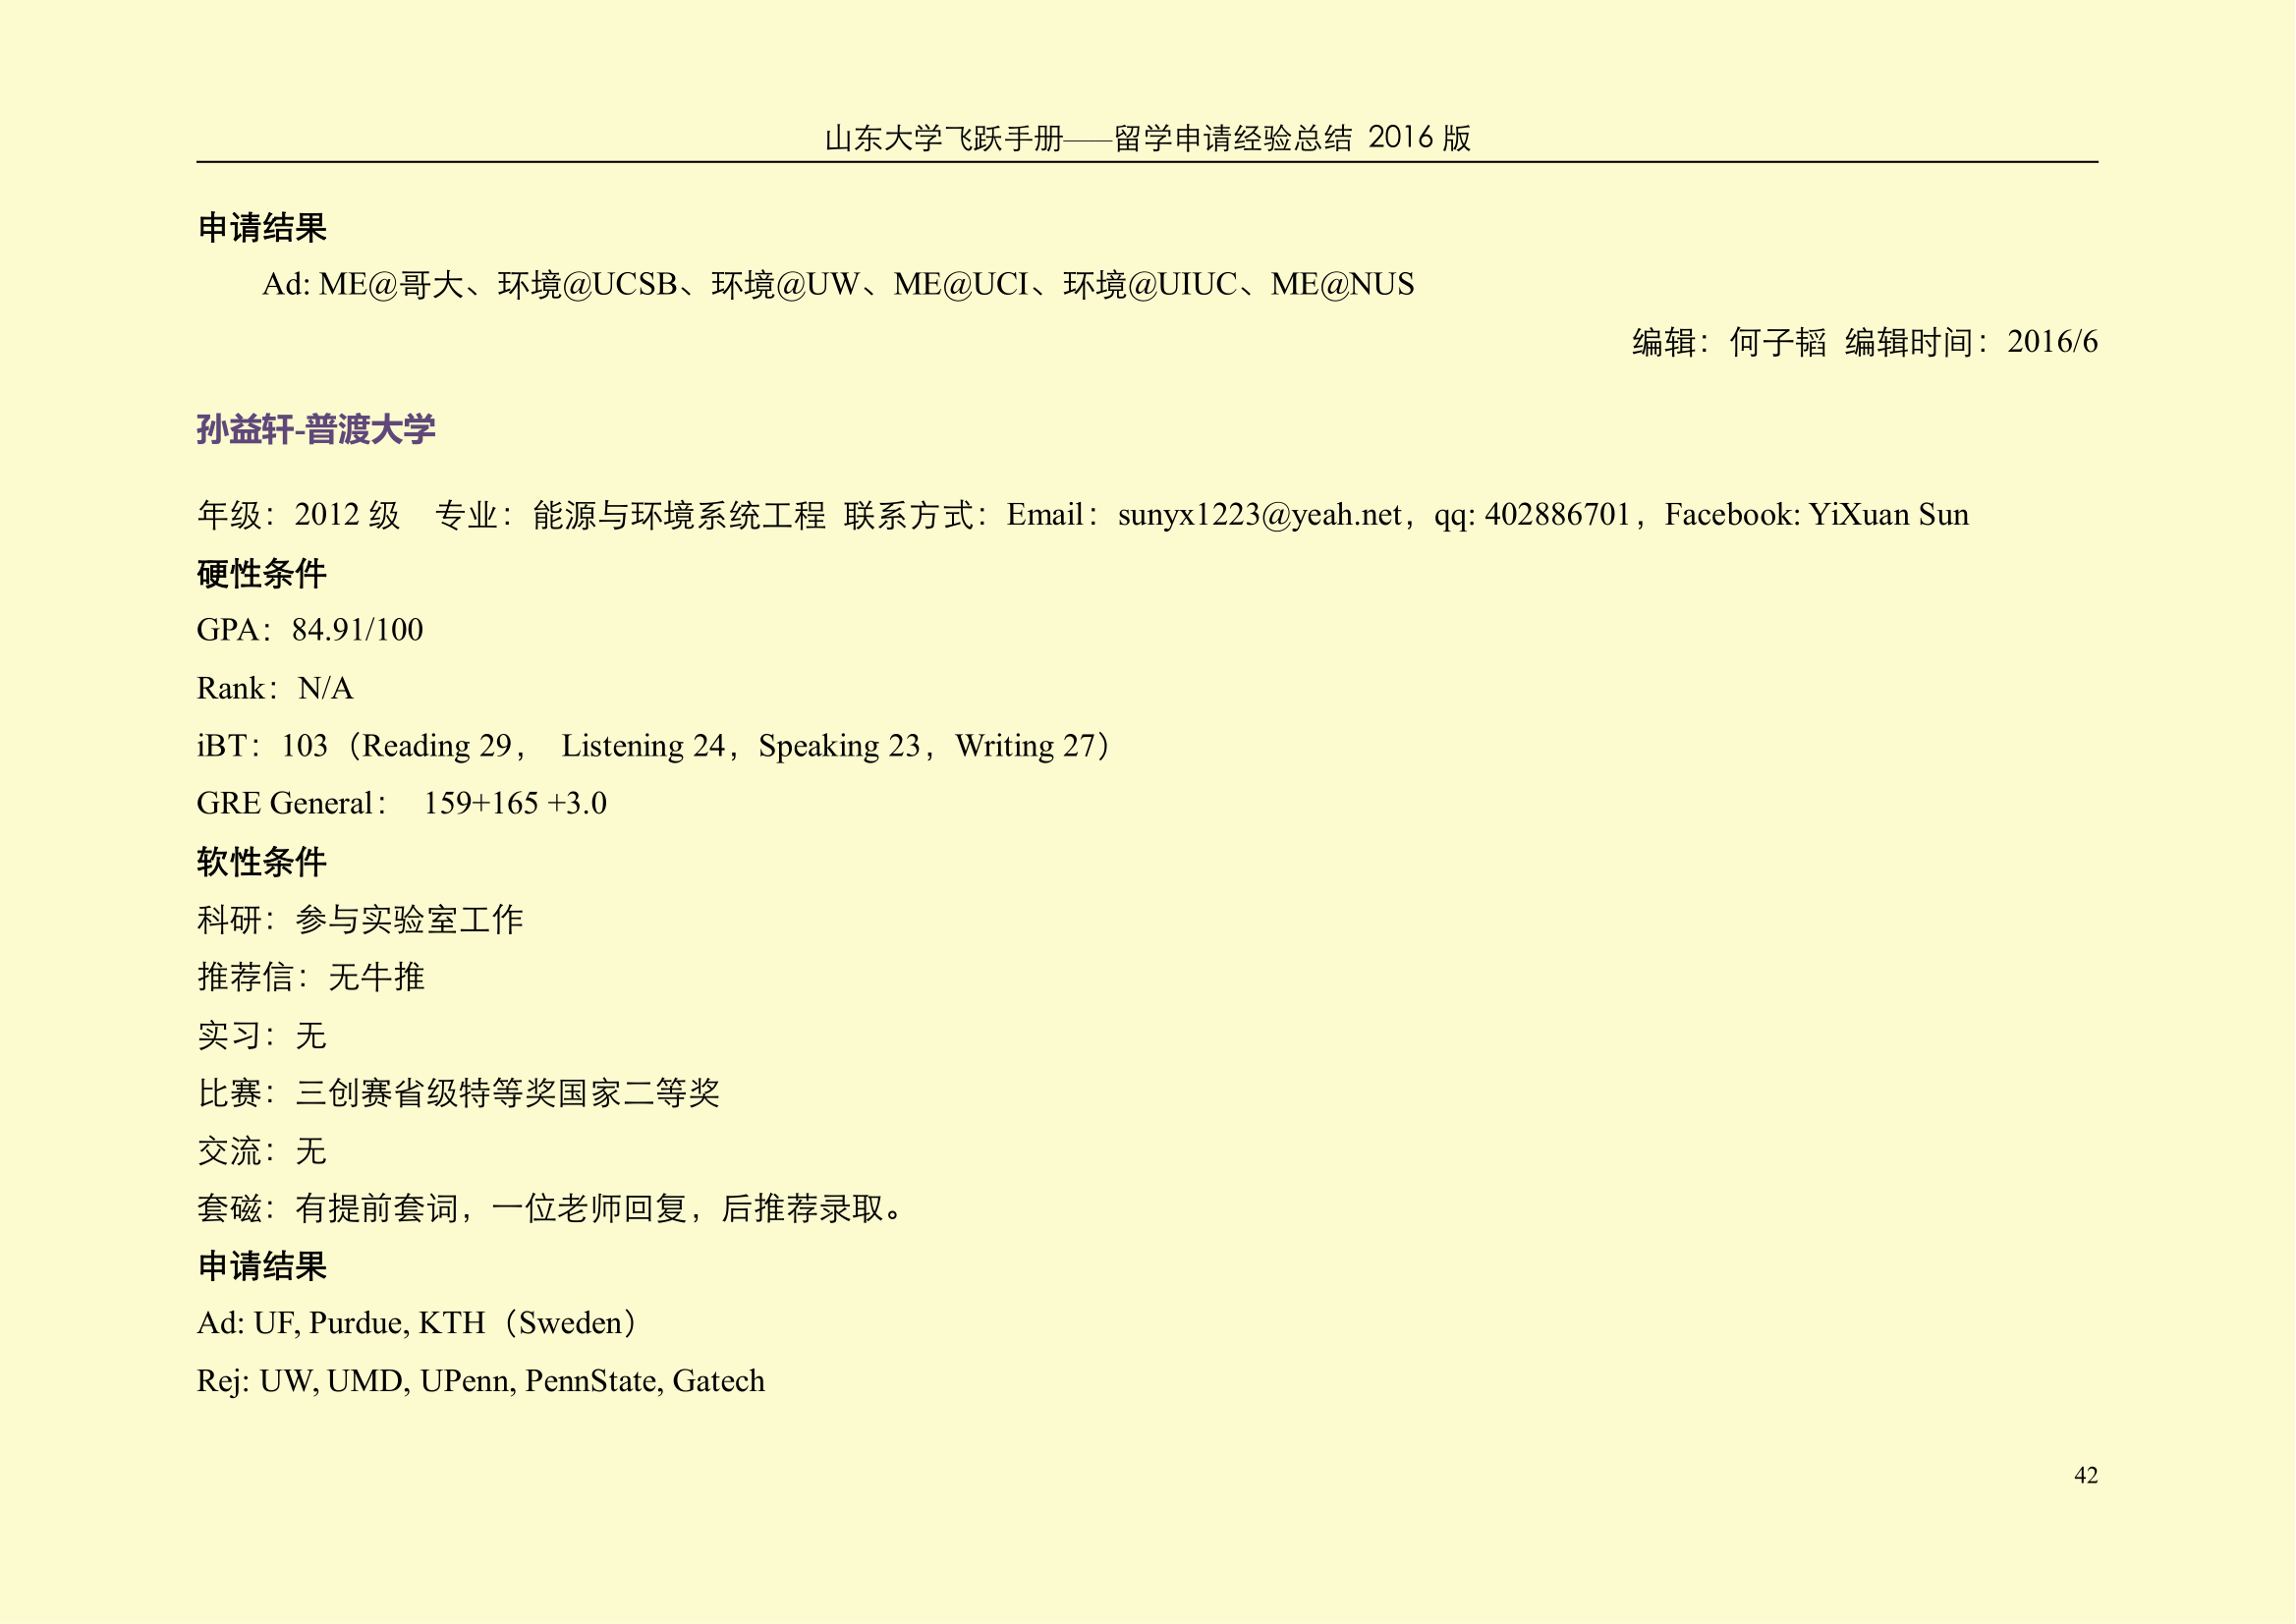 山东大学飞跃手册——留学申请经验总结 2016 版
申请结果
Ad: ME@哥大、环境@UCSB、环境@UW、ME@UCI、环境@UIUC、ME@NUS
编辑：何子韬 编辑时间：2016/6
孙益轩-普渡大学
年级：2012 级 专业：能源与环境系统工程 联系方式：Email：sunyx1223@yeah.net，qq: 402886701，Facebook: YiXuan Sun
硬性条件
GPA：84.91/100
Rank：N/A
iBT：103（Reading 29， Listening 24，Speaking 23，Writing 27）
GRE General： 159+165 +3.0
软性条件
科研：参与实验室工作
推荐信：无牛推
实习：无
比赛：三创赛省级特等奖国家二等奖
交流：无
套磁：有提前套词，一位老师回复，后推荐录取。
申请结果
Ad: UF, Purdue, KTH（Sweden）
Rej: UW, UMD, UPenn, PennState, Gatech
42